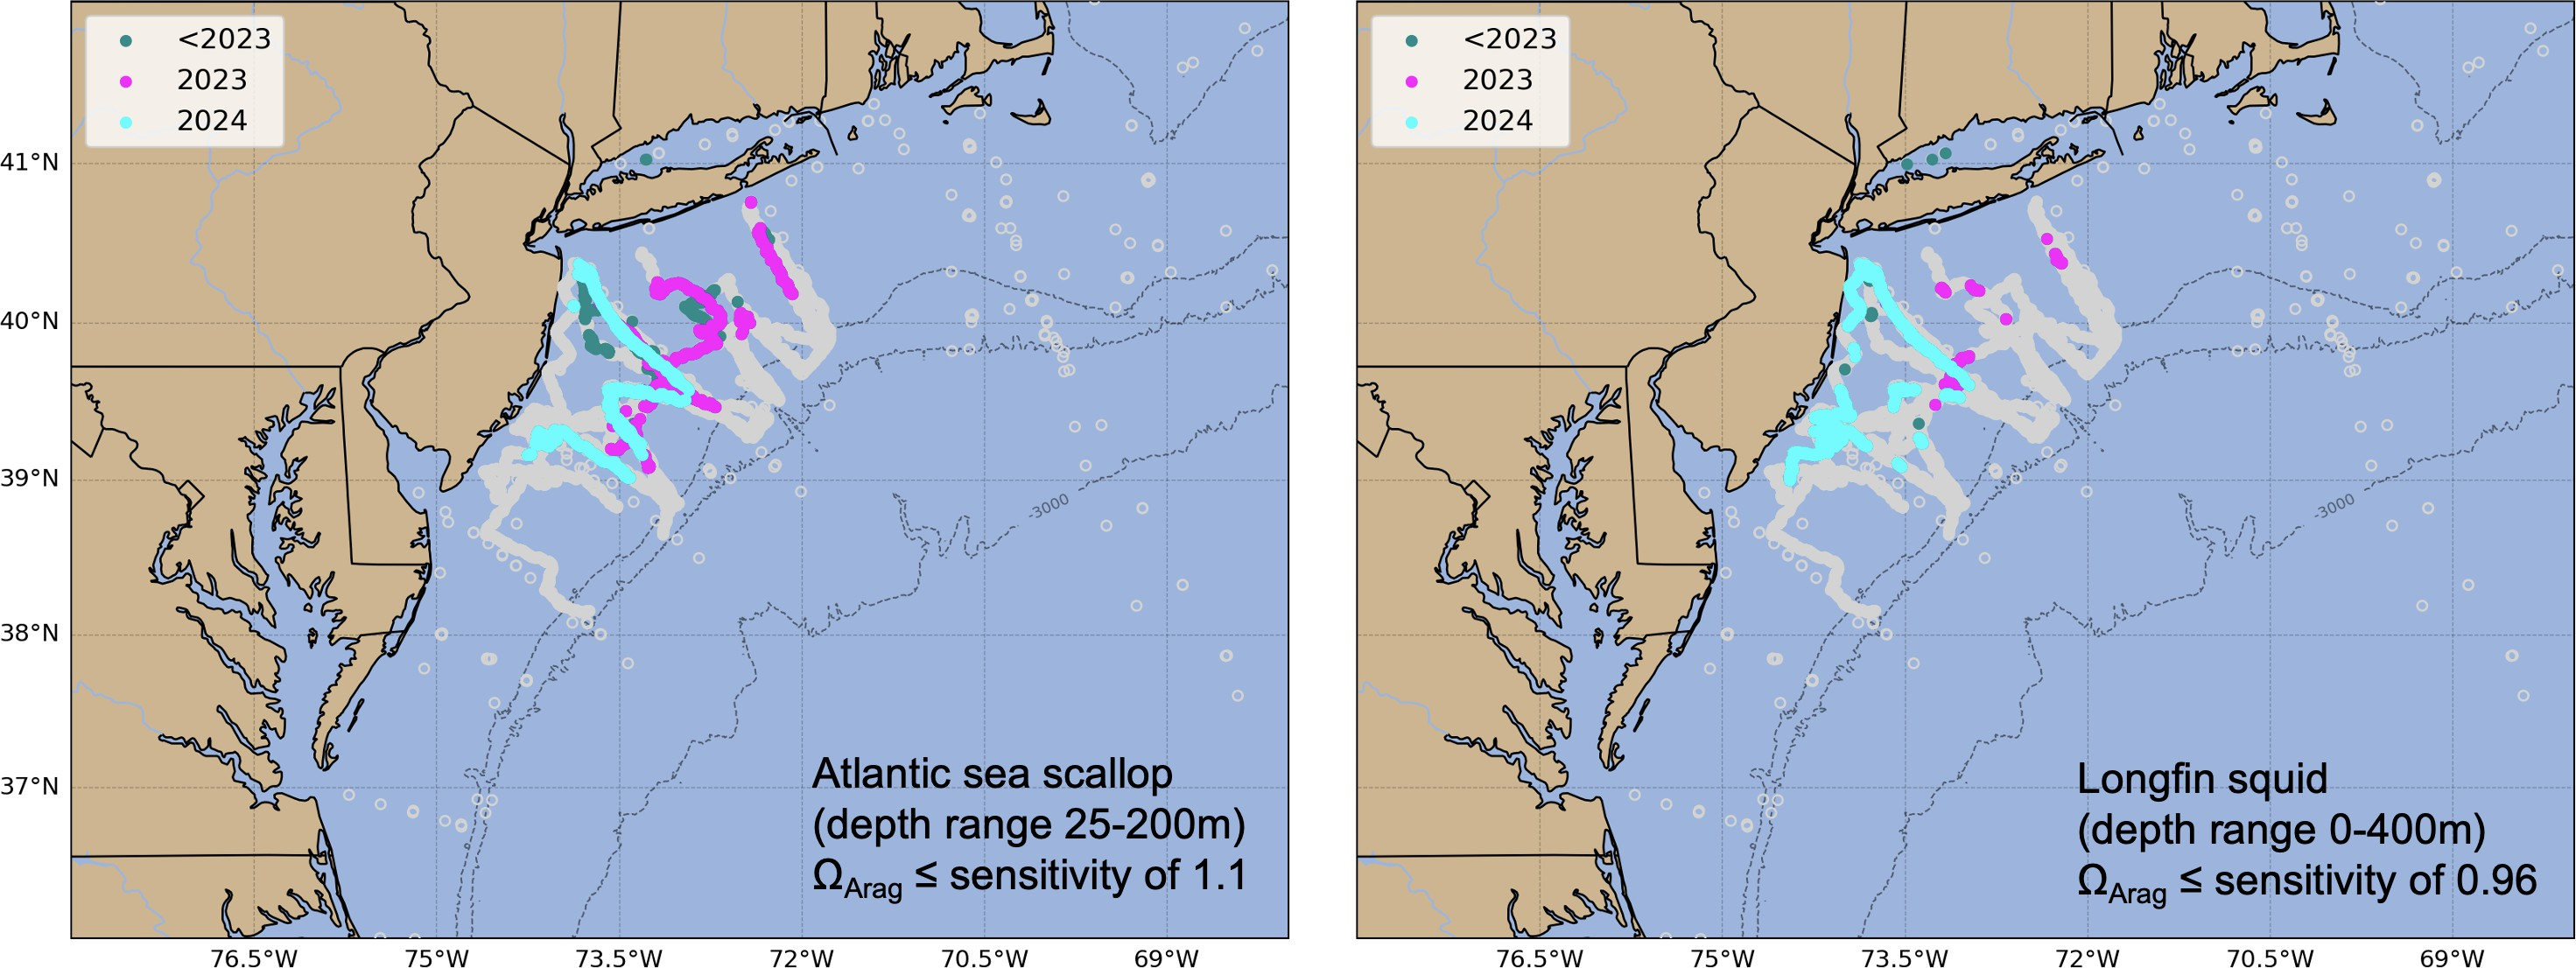 <2023
2023
2024
41°N
40°N
39°N
38°N
37°N
-3000
Atlantic sea scallop
(depth range 25-200m)
ΩArag ≤ sensitivity of 1.1
76.5°W 75°W 73.5°W 72°W 70.5°W 69°W
<2023
2023
2024
-3000
Longfin squid
(depth range 0-400m)
ΩArag ≤ sensitivity of 0.96
76.5°W 75°W 73.5°W 72°W 70.5°W 69°W